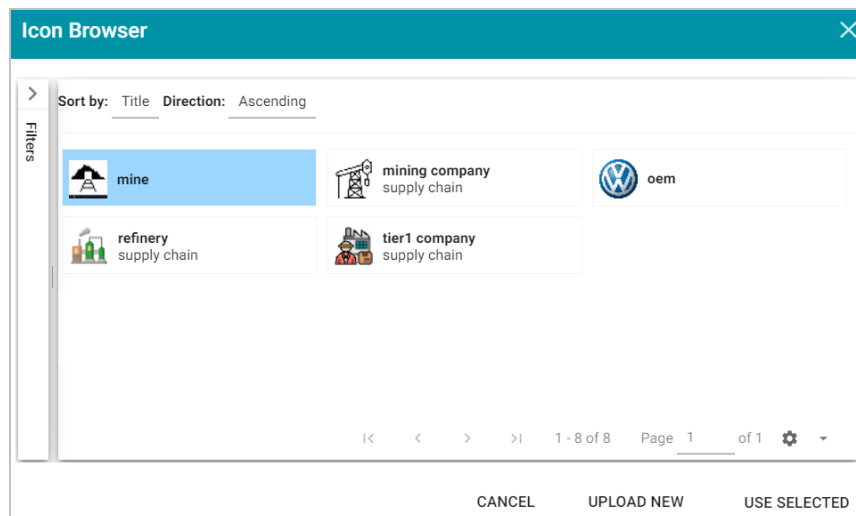 Icon Browser
Sort by: Title Direction: Ascending
Filters
mine
mining company
supply chain
oem
refinery
supply chain
tier1 company
supply chain
1 - 8 of 8 Page 1 of 1
CANCEL UPLOAD NEW USE SELECTED